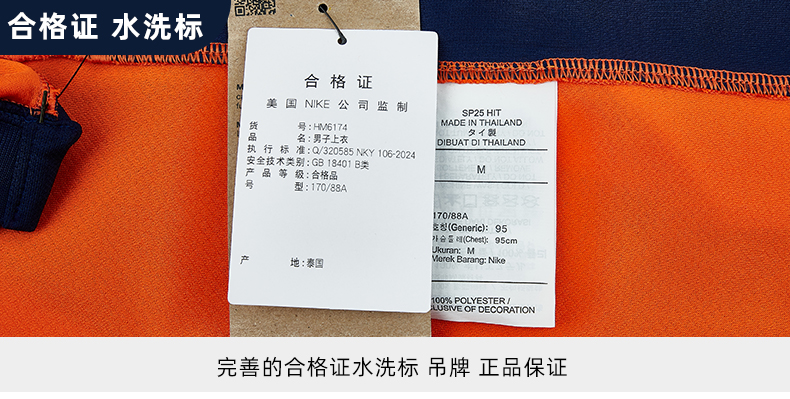 合格证 水洗标
合格证
美国 NIKE 公司监制
货号:HM6174
品名:男子上衣
执行标准:Q/320585 NKY 106-2024
安全技术类别:GB 18401 B类
产品等级:合格品
号型:170/88A
产地:泰国
SP25 HIT
MADE IN THAILAND
タイ製
DIBUAT DI THAILAND
M
170/88A
호칭(Generic): 95
가슴둘레(Chest): 95cm
Ukuran: M
Merek Barang: Nike
100% POLYESTER /
CLUSIVE OF DECORATION
完善的合格证水洗标 吊牌 正品保证